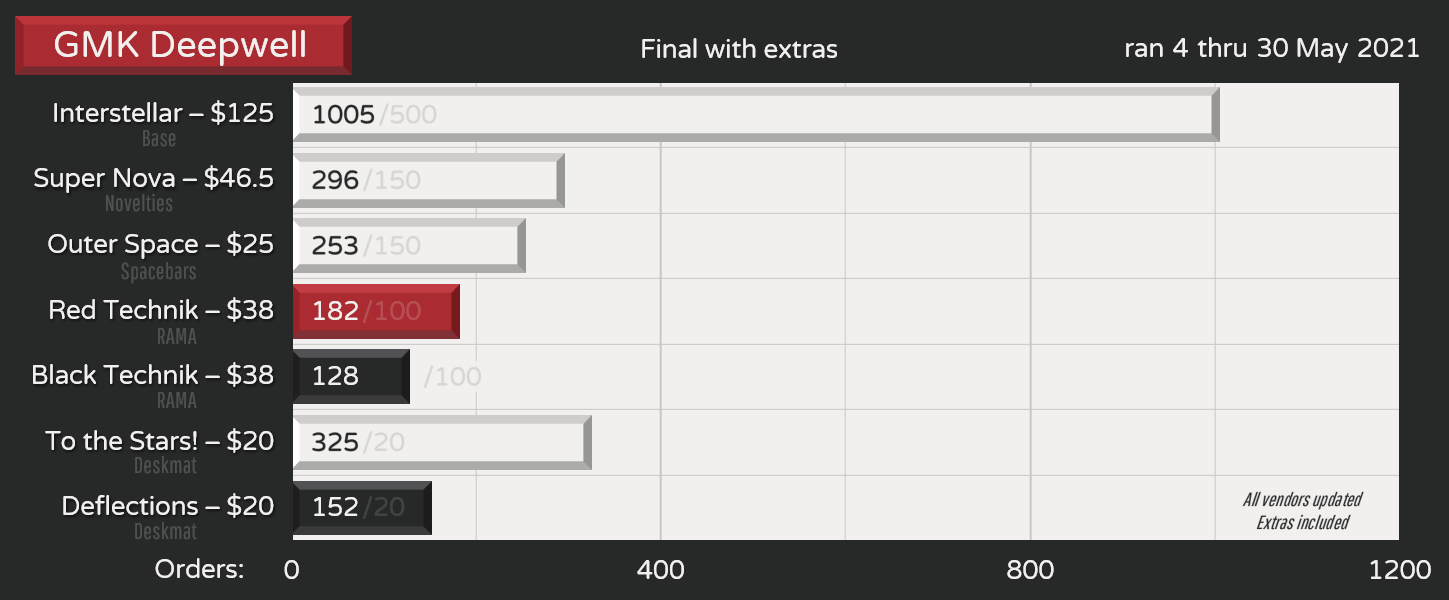 GMK Deepwell
Final with extras
ran 4 thru 30 May 2021
Interstellar – $125
Base
1005/500
Super Nova – $46.5
Novelties
296/150
Outer Space – $25
Spacebars
253/150
Red Technik – $38
RAMA
182/100
Black Technik – $38
RAMA
128 /100
To the Stars! – $20
Deskmat
325/20
Deflections – $20
Deskmat
152/20
All vendors updated
Extras included
Orders: 0 400 800 1200